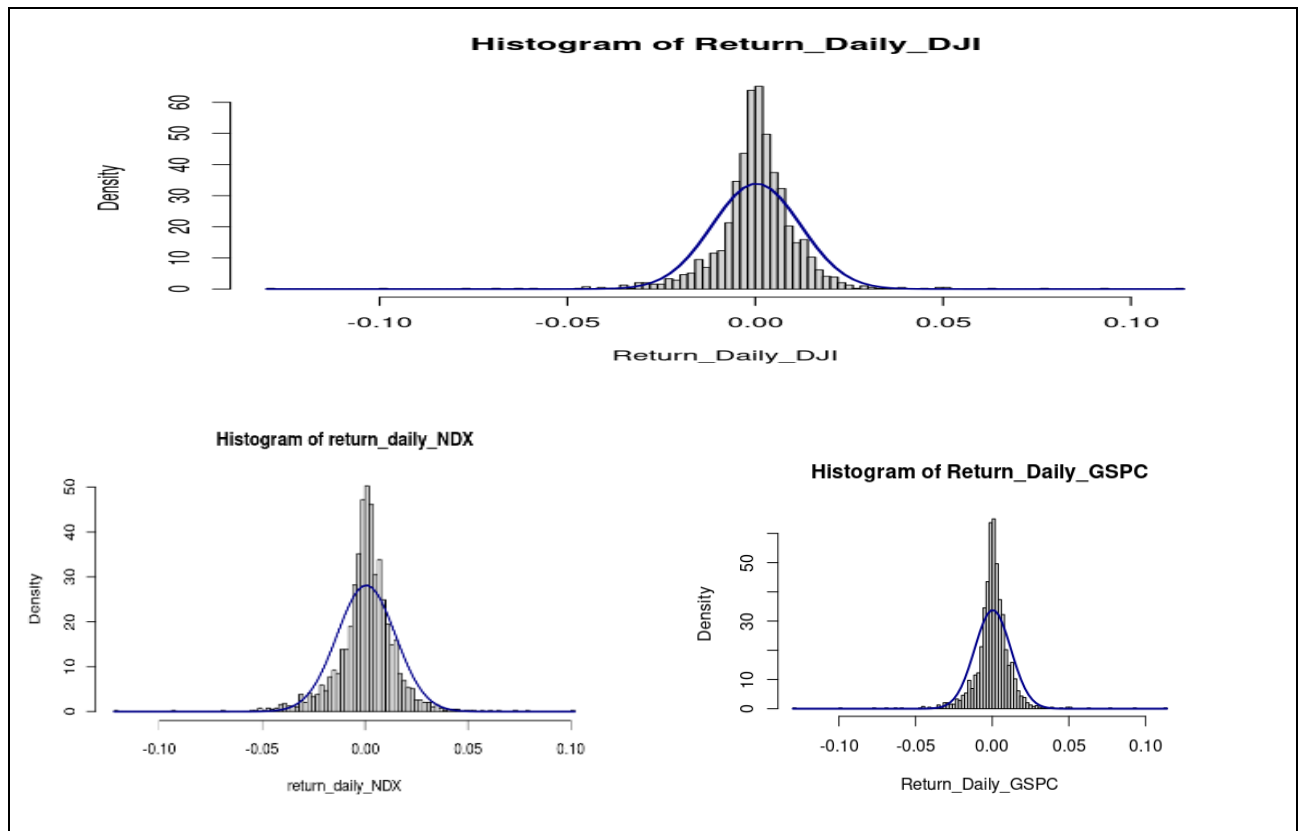 Histogram of Return_Daily_DJI
Density
60
50
40
30
20
10
0
-0.10 -0.05 0.00 0.05 0.10
Return_Daily_DJI
Histogram of return_daily_NDX
Density
50
40
30
20
10
0
-0.10 -0.05 0.00 0.05 0.10
return_daily_NDX
Histogram of Return_Daily_GSPC
Density
50
30
10
0
-0.10 -0.05 0.00 0.05 0.10
Return_Daily_GSPC